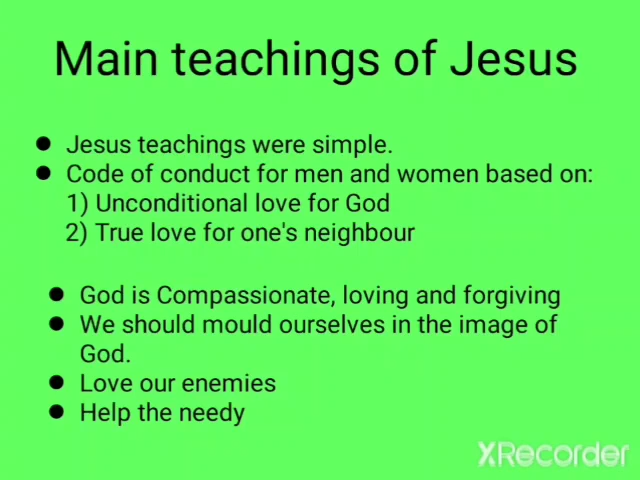 Main teachings of Jesus
● Jesus teachings were simple.
● Code of conduct for men and women based on:
1) Unconditional love for God
2) True love for one's neighbour
● God is Compassionate, loving and forgiving
● We should mould ourselves in the image of
God.
● Love our enemies
● Help the needy
XRecorder